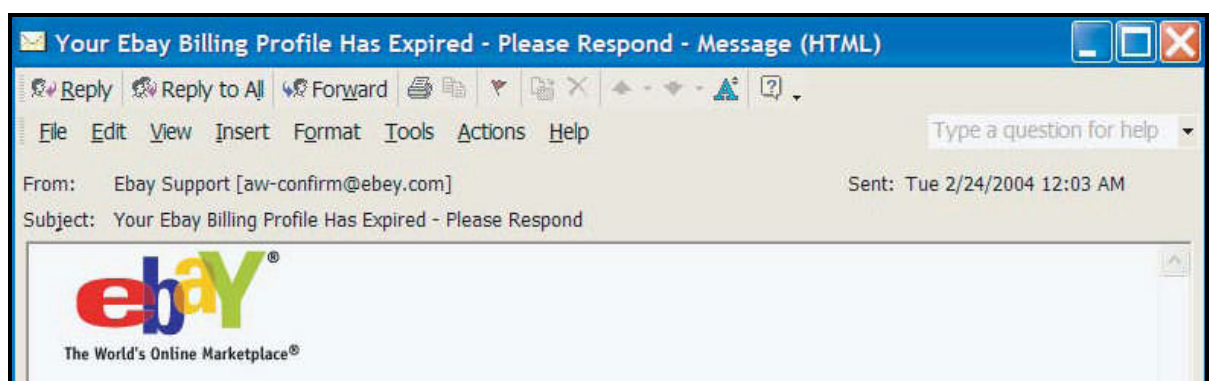 Your Ebay Billing Profile Has Expired - Please Respond - Message (HTML)
Reply Reply to All Forward
File Edit View Insert Format Tools Actions Help Type a question for help
From: Ebay Support [aw-confirm@ebey.com] Sent: Tue 2/24/2004 12:03 AM
Subject: Your Ebay Billing Profile Has Expired - Please Respond
ebaY®
The World's Online Marketplace®